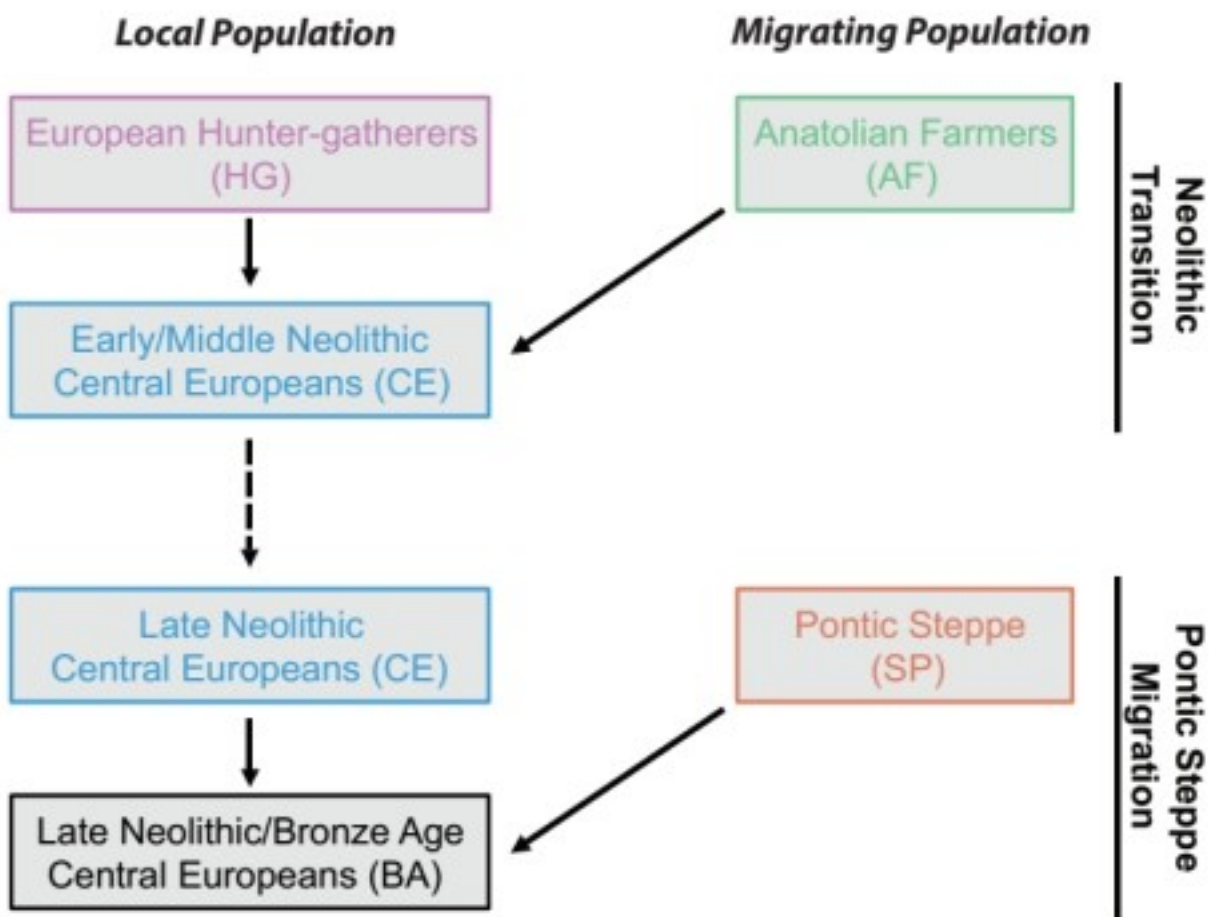 Local Population
Migrating Population
European Hunter-gatherers
(HG)
Anatolian Farmers
(AF)
Neolithic
Transition
Early/Middle Neolithic
Central Europeans (CE)
Late Neolithic
Central Europeans (CE)
Pontic Steppe
(SP)
Pontic Steppe
Migration
Late Neolithic/Bronze Age
Central Europeans (BA)